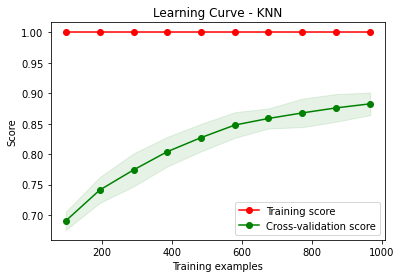 Learning Curve - KNN
1.00
0.95
0.90
0.85
0.80
0.75
0.70
Score
Training score
Cross-validation score
200
400
600
800
1000
Training examples